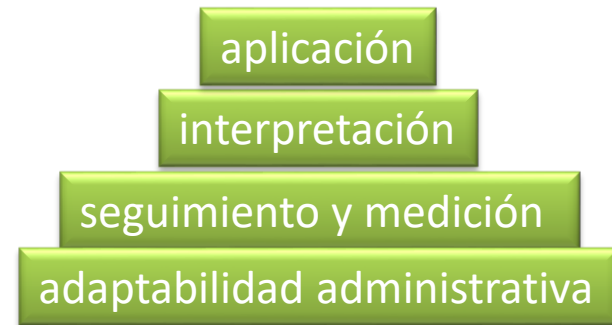 aplicación
interpretación
seguimiento y medición
adaptabilidad administrativa